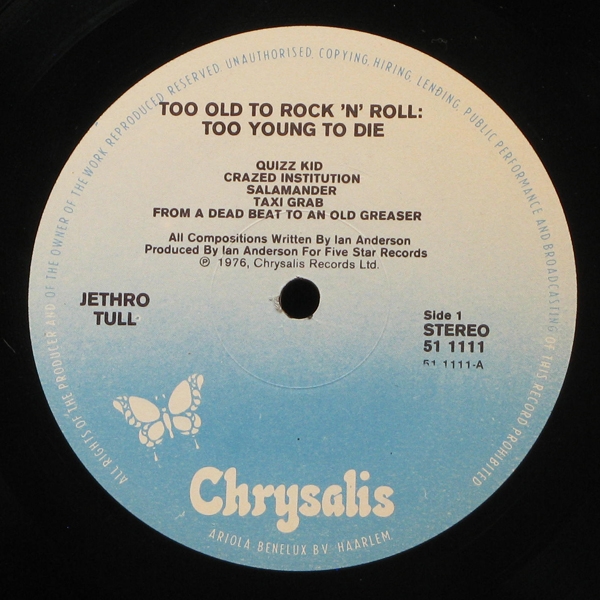 ALL RIGHTS OF THE PRODUCER AND OF THE OWNER OF THE WORK REPRODUCED RESERVED. UNAUTHORISED, COPYING, HIRING, LENDING, PUBLIC PERFORMANCE AND BROADCASTING OF THIS RECORD PROHIBITED
TOO OLD TO ROCK 'N' ROLL:
TOO YOUNG TO DIE
QUIZZ KID
CRAZED INSTITUTION
SALAMANDER
TAXI GRAB
FROM A DEAD BEAT TO AN OLD GREASER
All Compositions Written By Ian Anderson
Produced By Ian Anderson For Five Star Records
℗ 1976, Chrysalis Records Ltd.
JETHRO
TULL
Side 1
STEREO
51 1111
51 1111-A
Chrysalis
ARIOLA BENELUX B.V. HAARLEM